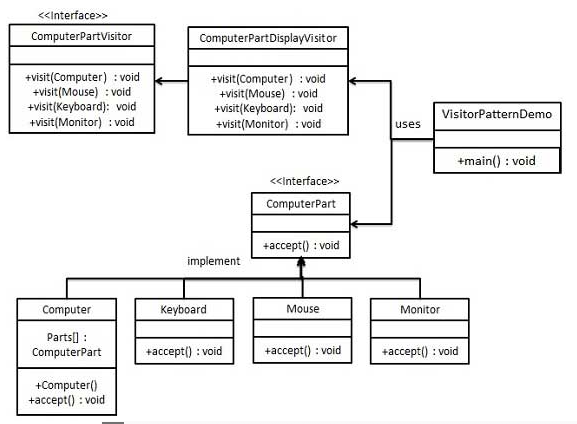 <<Interface>>
ComputerPartVisitor
+visit(Computer) : void
+visit(Mouse) : void
+visit(Keyboard): void
+visit(Monitor) : void
ComputerPartDisplayVisitor
+visit(Computer) : void
+visit(Mouse) : void
+visit(Keyboard): void
+visit(Monitor) : void
uses
VisitorPatternDemo
+main() : void
<<Interface>>
ComputerPart
+accept() : void
implement
Computer
Parts[] :
ComputerPart
+Computer()
+accept() : void
Keyboard
+accept() : void
Mouse
+accept() : void
Monitor
+accept() : void